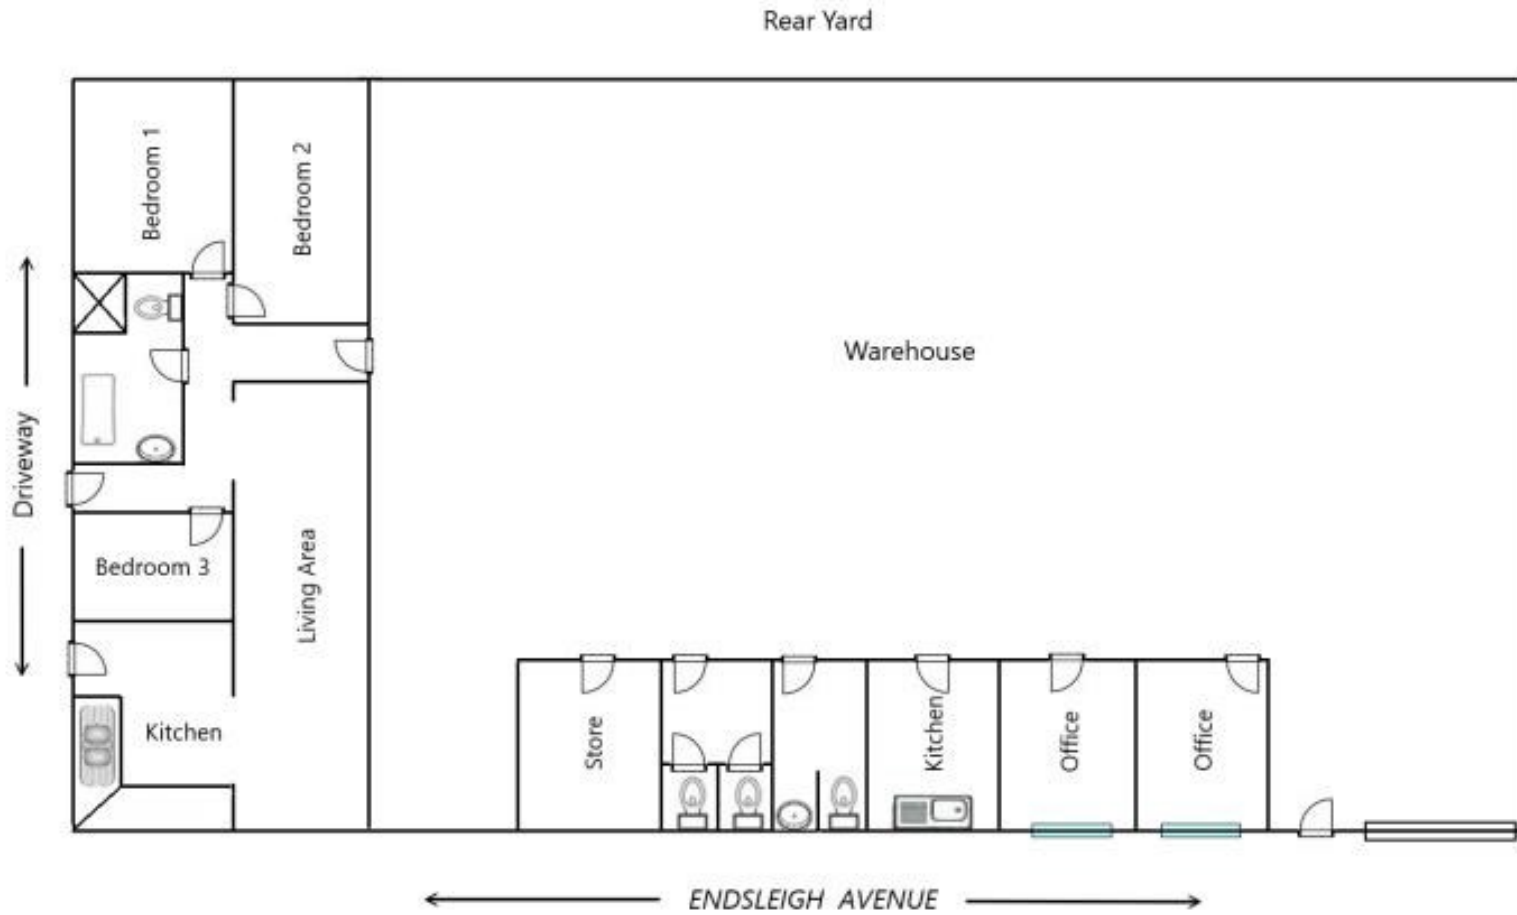 Rear Yard
Bedroom 1
Bedroom 2
Warehouse
Driveway
Bedroom 3
Living Area
Kitchen
Store
Kitchen
Office
Office
ENDSLEIGH AVENUE